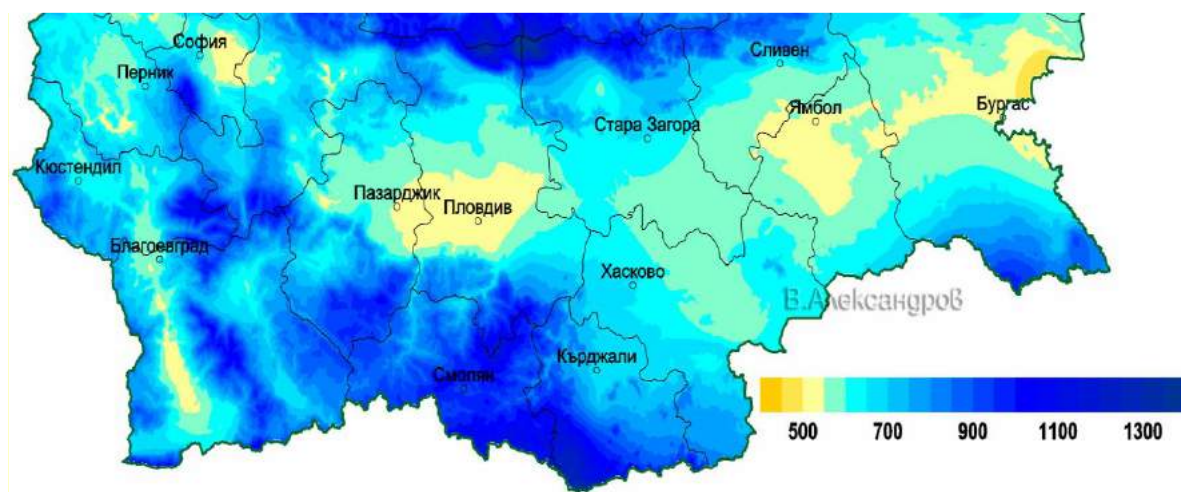 София
Сливен
Перник
Ямбол
Бургас
Стара Загора
Кюстендил
Пазарджик
Пловдив
Благоевград
Хасково
В.Александров
Кърджали
Смолян
500 700 900 1100 1300